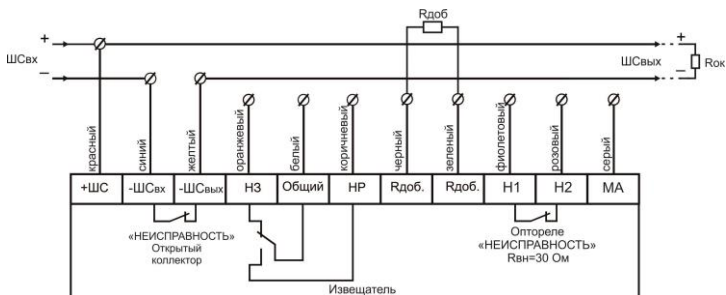 Rдоб
+
ШСвх
−
+
ШСвых
−
Rок
красный
синий
желтый
оранжевый
белый
коричневый
черный
зеленый
фиолетовый
розовый
серый
+ШС
-ШСвх
-ШСвых
НЗ
Общий
НР
Rдоб.
Rдоб.
Н1
Н2
МА
«НЕИСПРАВНОСТЬ»
Открытый
коллектор
Оптореле
«НЕИСПРАВНОСТЬ»
Rвн=30 Ом
Извещатель